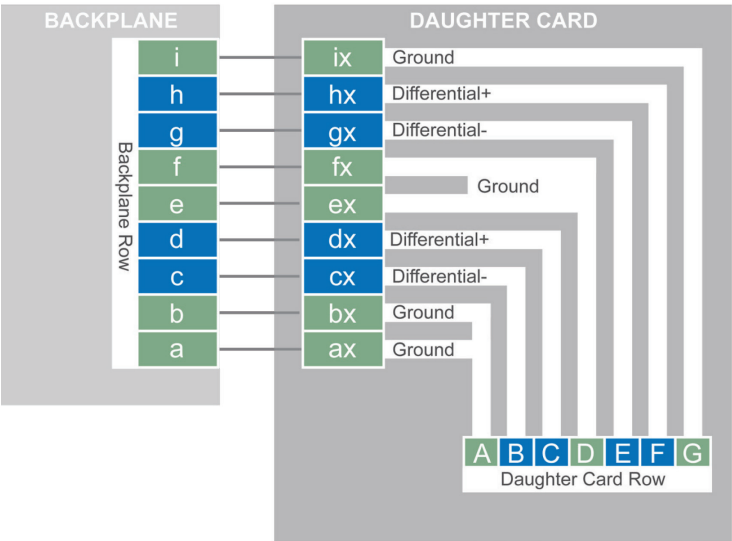 BACKPLANE
DAUGHTER CARD
Backplane Row
i ix Ground
h hx Differential+
g gx Differential-
f fx
Ground
e ex
d dx Differential+
c cx Differential-
b bx Ground
a ax Ground
A B C D E F G
Daughter Card Row